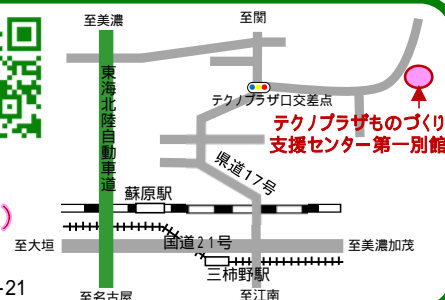 至美濃
至関
東海北陸自動車道
テクノプラザ口交差点
テクノプラザものづくり
支援センター第一別館
県道17号
蘇原駅
)
至大垣
国道21号
至美濃加茂
三柿野駅
-21
至名古屋
至江南